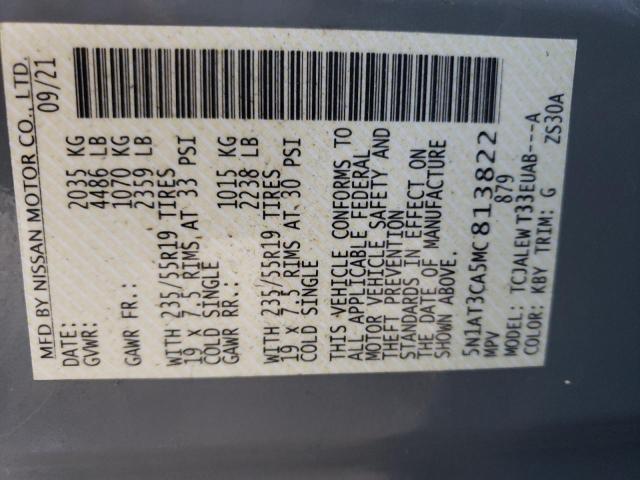 MFD BY NISSAN MOTOR CO., LTD.
DATE: 09/21
GVWR: 2035 KG
4486 LB
GAWR FR: 1070 KG
2359 LB
WITH 235/55R19 TIRES
19 X 7.5 RIMS, AT 33 PSI
COLD SINGLE
GAWR RR: 1015 KG
2238 LB
WITH 235/55R19 TIRES
19 X 7.5 RIMS AT 30 PSI
COLD SINGLE
THIS VEHICLE CONFORMS TO
ALL APPLICABLE FEDERAL
MOTOR VEHICLE SAFETY AND
THEFT PREVENTION
STANDARDS IN EFFECT ON
THE DATE OF MANUFACTURE
SHOWN ABOVE.
5N1AT3CA5MC813822
MPV 879
MODEL: TCJALEW T33EUAB---A
COLOR: KBY TRIM: G ZS30A